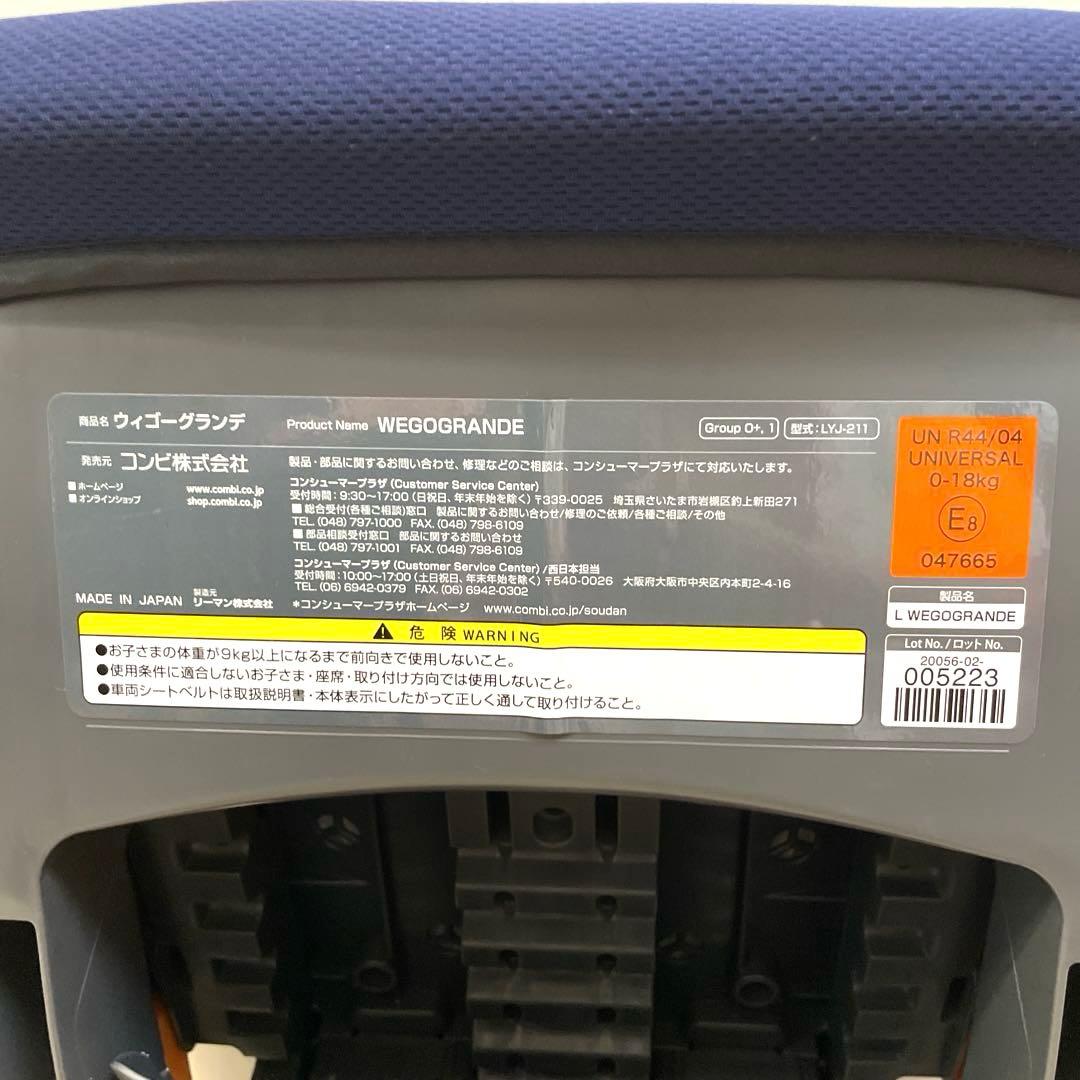 商品名 ウィゴーグランデ
Product Name WEGOGRANDE
Group 0+, 1
型式:LYJ-211
発売元 コンビ株式会社
■ホームページ www.combi.co.jp
■オンラインショップ shop.combi.co.jp
製品・部品に関するお問い合わせ、修理などのご相談は、コンシューマープラザにて対応いたします。
コンシューマープラザ (Customer Service Center)
受付時間:9:30〜17:00 (日祝日、年末年始を除く) 〒339-0025 埼玉県さいたま市岩槻区釣上新田271
■総合受付(各種ご相談)窓口 製品に関するお問い合わせ/修理のご依頼/各種ご相談/その他
TEL. (048) 797-1000 FAX. (048) 798-6109
■部品相談受付窓口 部品に関するお問い合わせ
TEL. (048) 797-1001 FAX. (048) 798-6109
コンシューマープラザ (Customer Service Center) /西日本担当
受付時間:10:00〜17:00 (土日祝日、年末年始を除く) 〒540-0026 大阪府大阪市中央区内本町2-4-16
TEL. (06) 6942-0379 FAX. (06) 6942-0302
*コンシューマープラザホームページ www.combi.co.jp/soudan
MADE IN JAPAN 製造元 リーマン株式会社
危険 WARNING
●お子さまの体重が9kg以上になるまで前向きで使用しないこと。
●使用条件に適合しないお子さま・座席・取り付け方向では使用しないこと。
●車両シートベルトは取扱説明書・本体表示にしたがって正しく通して取り付けること。
UN R44/04
UNIVERSAL
0-18kg
E8
047665
製品名
L WEGOGRANDE
Lot No. / ロット No.
20056-02-
005223